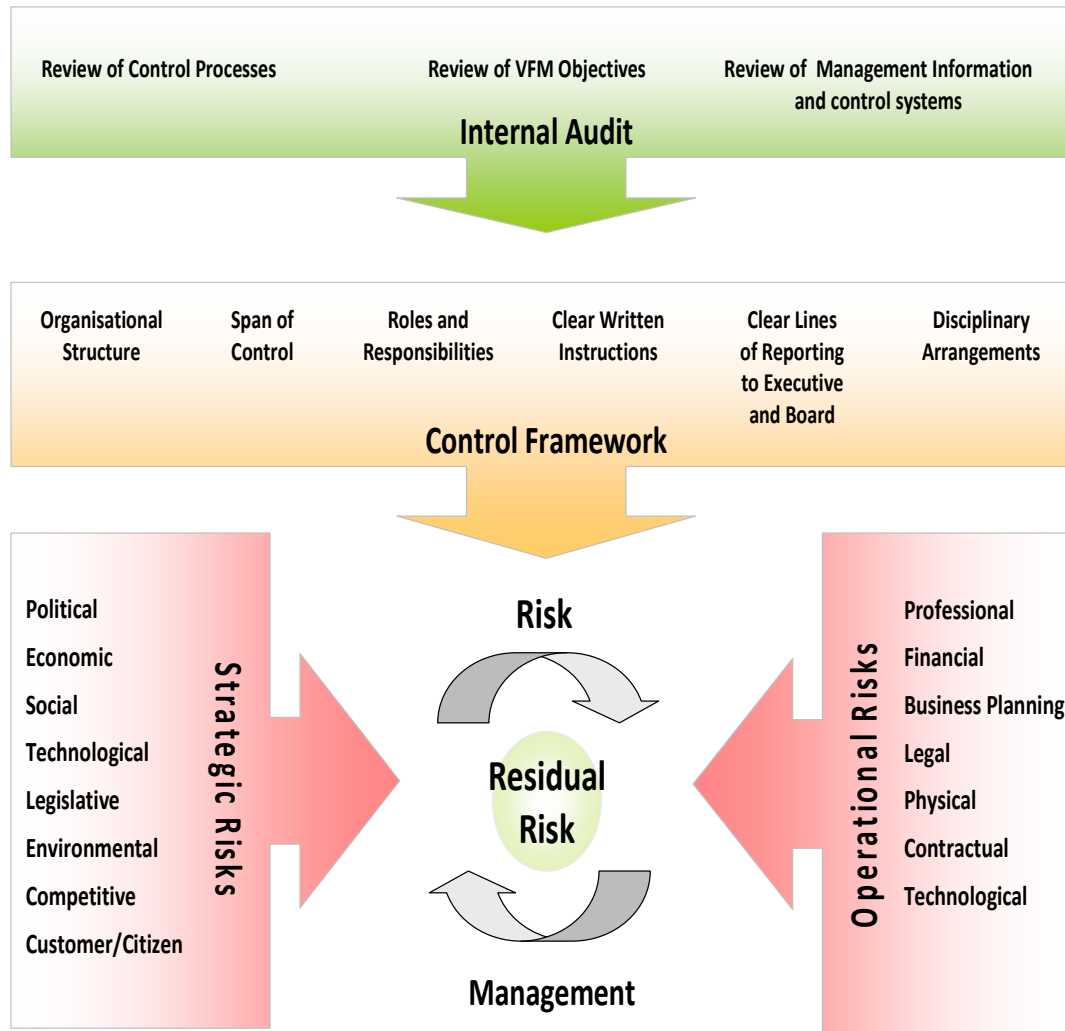 Review of Control Processes
Review of VFM Objectives
Review of Management Information
and control systems
Internal Audit
Organisational
Structure
Span of
Control
Roles and
Responsibilities
Clear Written
Instructions
Clear Lines
of Reporting
to Executive
and Board
Disciplinary
Arrangements
Control Framework
Political
Economic
Social
Technological
Legislative
Environmental
Competitive
Customer/Citizen
Strategic Risks
Risk
Residual
Risk
Management
Operational Risks
Professional
Financial
Business Planning
Legal
Physical
Contractual
Technological